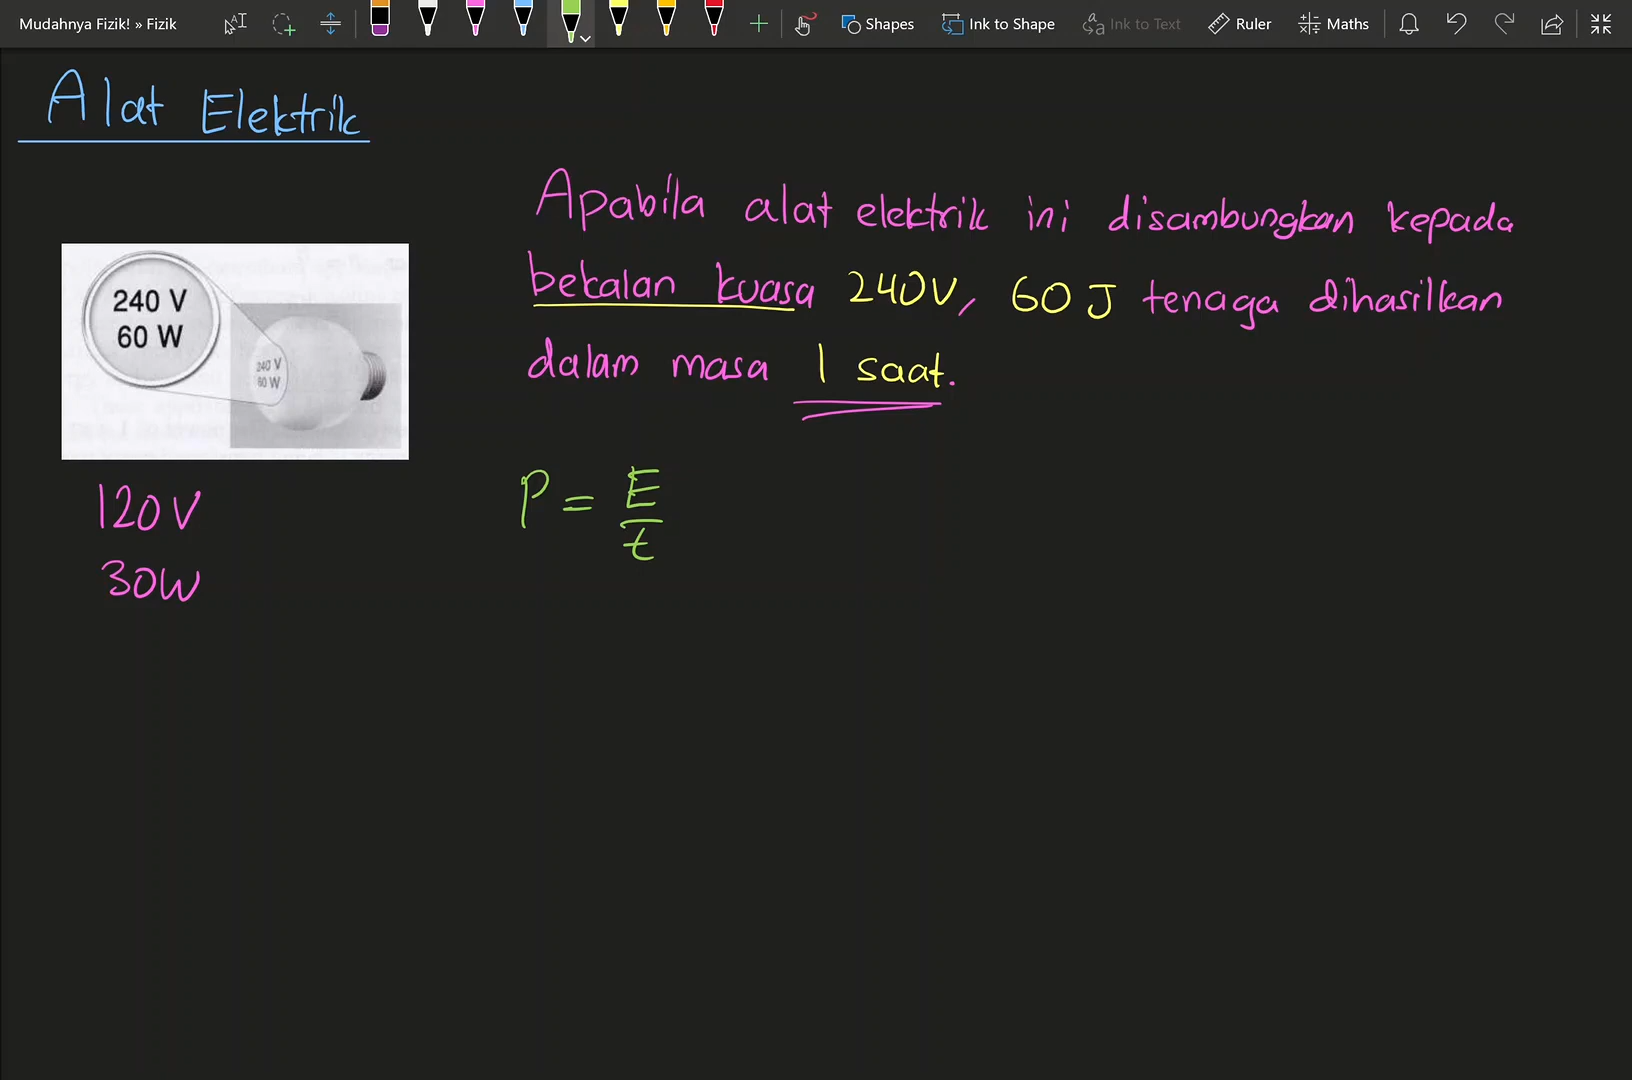 Mudahnya Fizik! » Fizik
Shapes
Ink to Shape
Ink to Text
Ruler
Maths
Alat Elektrik
Apabila alat elektrik ini disambungkan kepada
bekalan kuasa 240V, 60 J tenaga dihasilkan
dalam masa 1 saat.
240 V
60 W
240 V
60 W
120V
30W
P = E/t